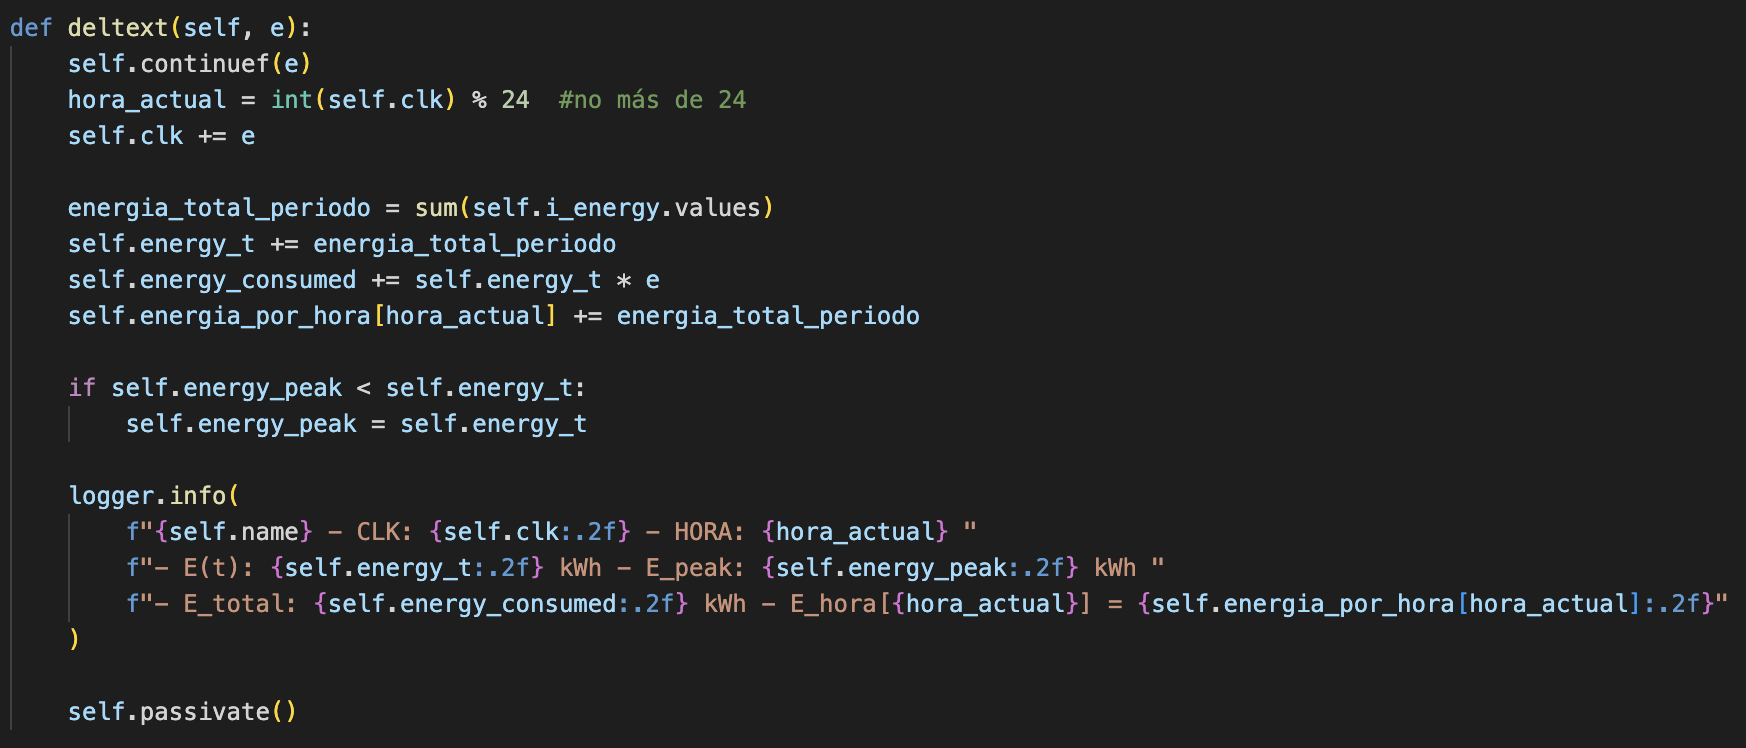 def deltext(self, e):
    self.continuef(e)
    hora_actual = int(self.clk) % 24  #no más de 24
    self.clk += e

    energia_total_periodo = sum(self.i_energy.values)
    self.energy_t += energia_total_periodo
    self.energy_consumed += self.energy_t * e
    self.energia_por_hora[hora_actual] += energia_total_periodo

    if self.energy_peak < self.energy_t:
        self.energy_peak = self.energy_t

    logger.info(
        f"{self.name} - CLK: {self.clk:.2f} - HORA: {hora_actual} "
        f"- E(t): {self.energy_t:.2f} kWh - E_peak: {self.energy_peak:.2f} kWh "
        f"- E_total: {self.energy_consumed:.2f} kWh - E_hora[{hora_actual}] = {self.energia_por_hora[hora_actual]:.2f}"
    )

    self.passivate()